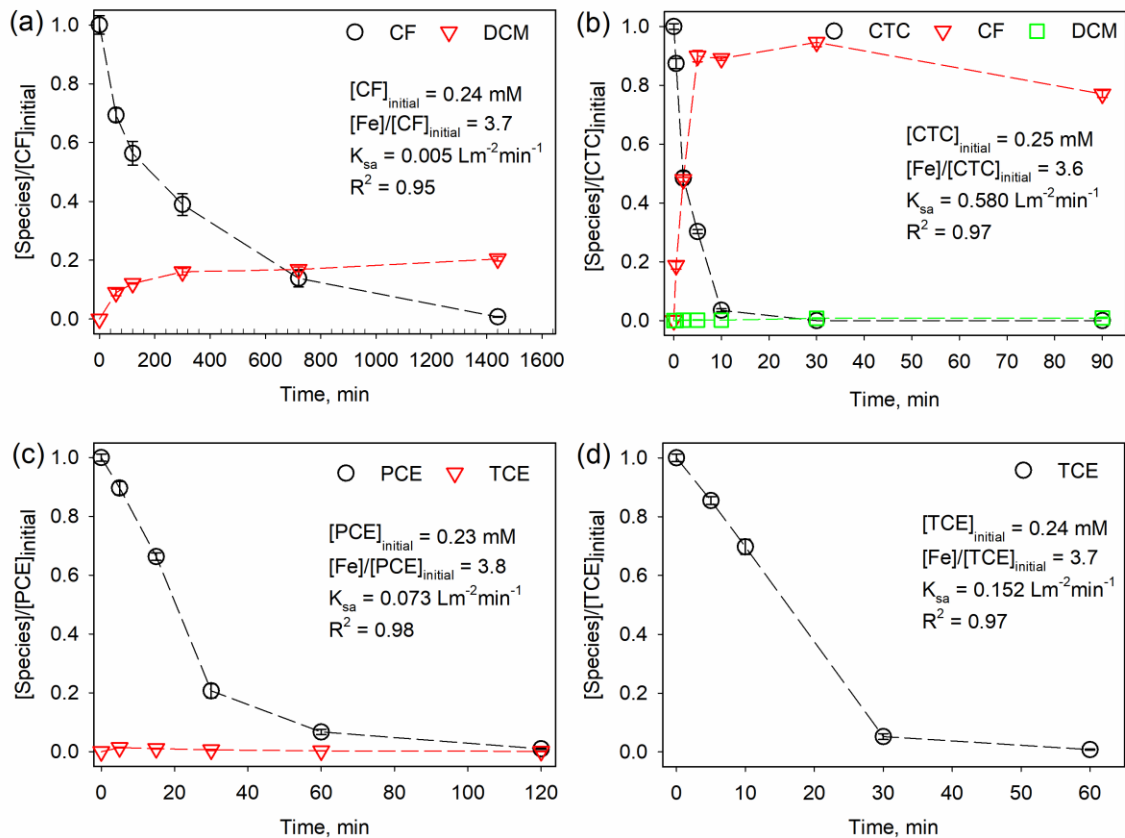 (a)
CF DCM
[CF]initial = 0.24 mM
[Fe]/[CF]initial = 3.7
Ksa = 0.005 Lm-2min-1
R2 = 0.95
[Species]/[CF]initial
1.0
0.8
0.6
0.4
0.2
0.0
0 200 400 600 800 1000 1200 1400 1600
Time, min
(b)
CTC CF DCM
[CTC]initial = 0.25 mM
[Fe]/[CTC]initial = 3.6
Ksa = 0.580 Lm-2min-1
R2 = 0.97
[Species]/[CTC]initial
1.0
0.8
0.6
0.4
0.2
0.0
0 10 20 30 40 50 60 70 80 90
Time, min
(c)
PCE TCE
[PCE]initial = 0.23 mM
[Fe]/[PCE]initial = 3.8
Ksa = 0.073 Lm-2min-1
R2 = 0.98
[Species]/[PCE]initial
1.0
0.8
0.6
0.4
0.2
0.0
0 20 40 60 80 100 120
Time, min
(d)
TCE
[TCE]initial = 0.24 mM
[Fe]/[TCE]initial = 3.7
Ksa = 0.152 Lm-2min-1
R2 = 0.97
[Species]/[TCE]initial
1.0
0.8
0.6
0.4
0.2
0.0
0 10 20 30 40 50 60
Time, min